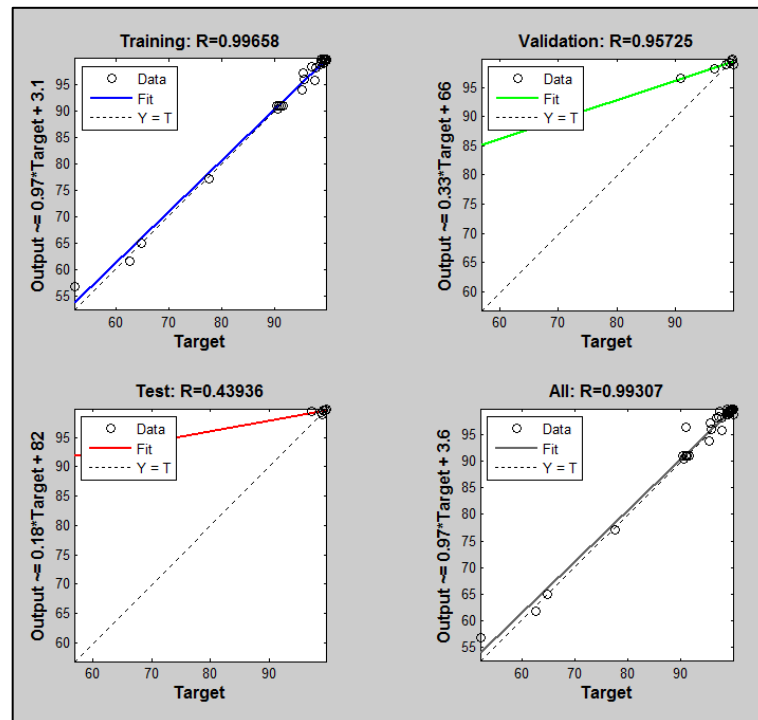 Training: R=0.99658
Output ~= 0.97*Target + 3.1
95
90
85
80
75
70
65
60
55
Data
Fit
Y = T
60 70 80 90
Target
Validation: R=0.95725
Output ~= 0.33*Target + 66
95
90
85
80
75
70
65
60
Data
Fit
Y = T
60 70 80 90
Target
Test: R=0.43936
Output ~= 0.18*Target + 82
95
90
85
80
75
70
65
60
Data
Fit
Y = T
60 70 80 90
Target
All: R=0.99307
Output ~= 0.97*Target + 3.6
95
90
85
80
75
70
65
60
55
Data
Fit
Y = T
60 70 80 90
Target